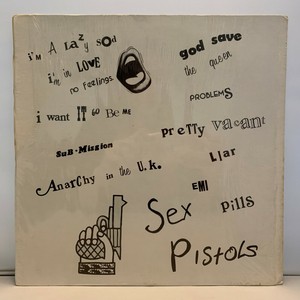 i'M A LaZy SoD
i'm in LOVE
no feelings
i want IT to Be Me
SuB-Mission
AnarCHy in the U.K.
god save
the queen
PROBLEMS
pReTTy vacant
LIar
EMI
Sex Pills
PIStoLs